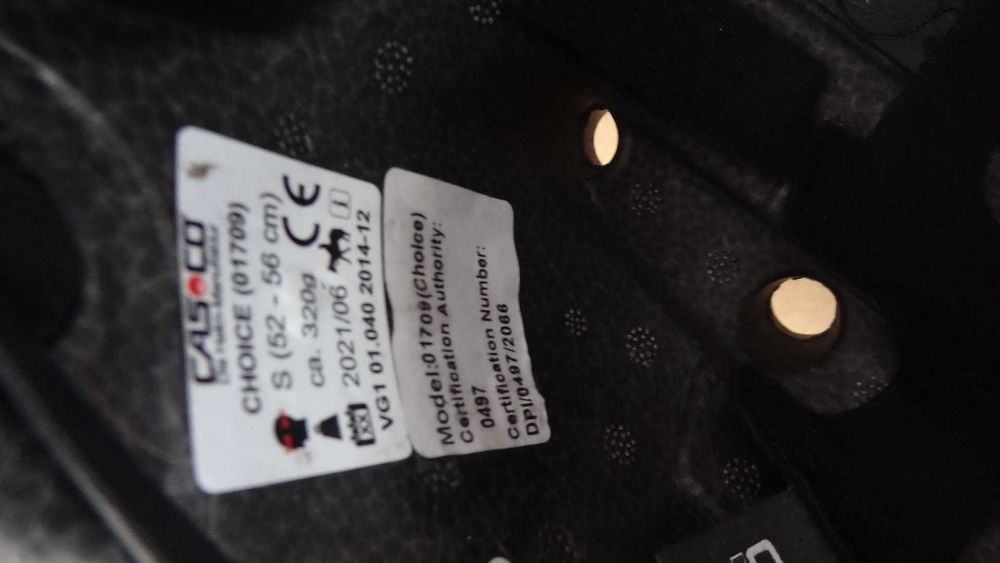 CASCO
CHOICE (01709)
S (52 - 56 cm)
ca. 320g
CE
2021/06
i
VG1 01.040 2014-12
Model:01709(Choice)
Certification Authority:
0497
Certification Number:
DPI/0497/2066